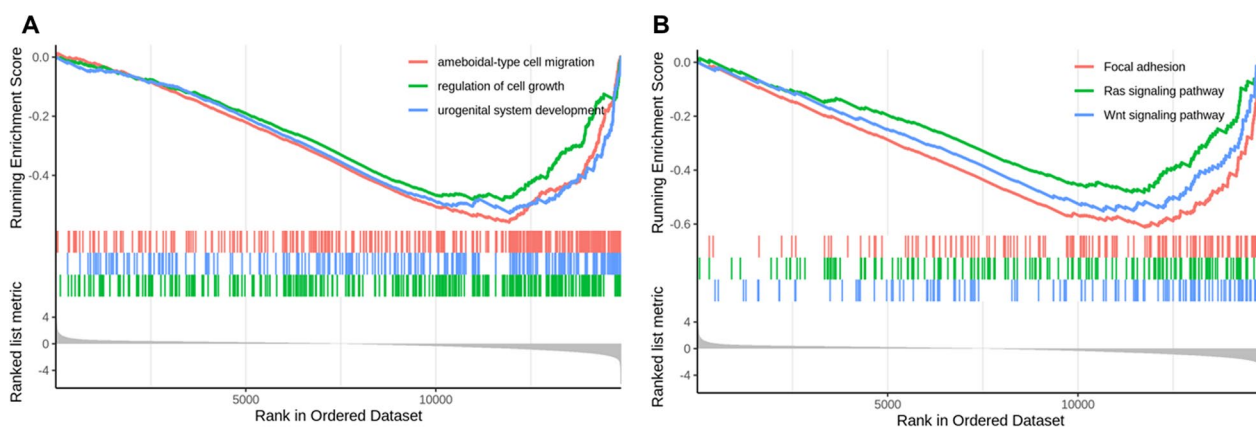 A
Running Enrichment Score
0.0
-0.2
-0.4
ameboidal-type cell migration
regulation of cell growth
urogenital system development
Ranked list metric
4
0
-4
5000
10000
Rank in Ordered Dataset
B
Running Enrichment Score
0.0
-0.2
-0.4
-0.6
Focal adhesion
Ras signaling pathway
Wnt signaling pathway
Ranked list metric
4
0
-4
5000
10000
Rank in Ordered Dataset